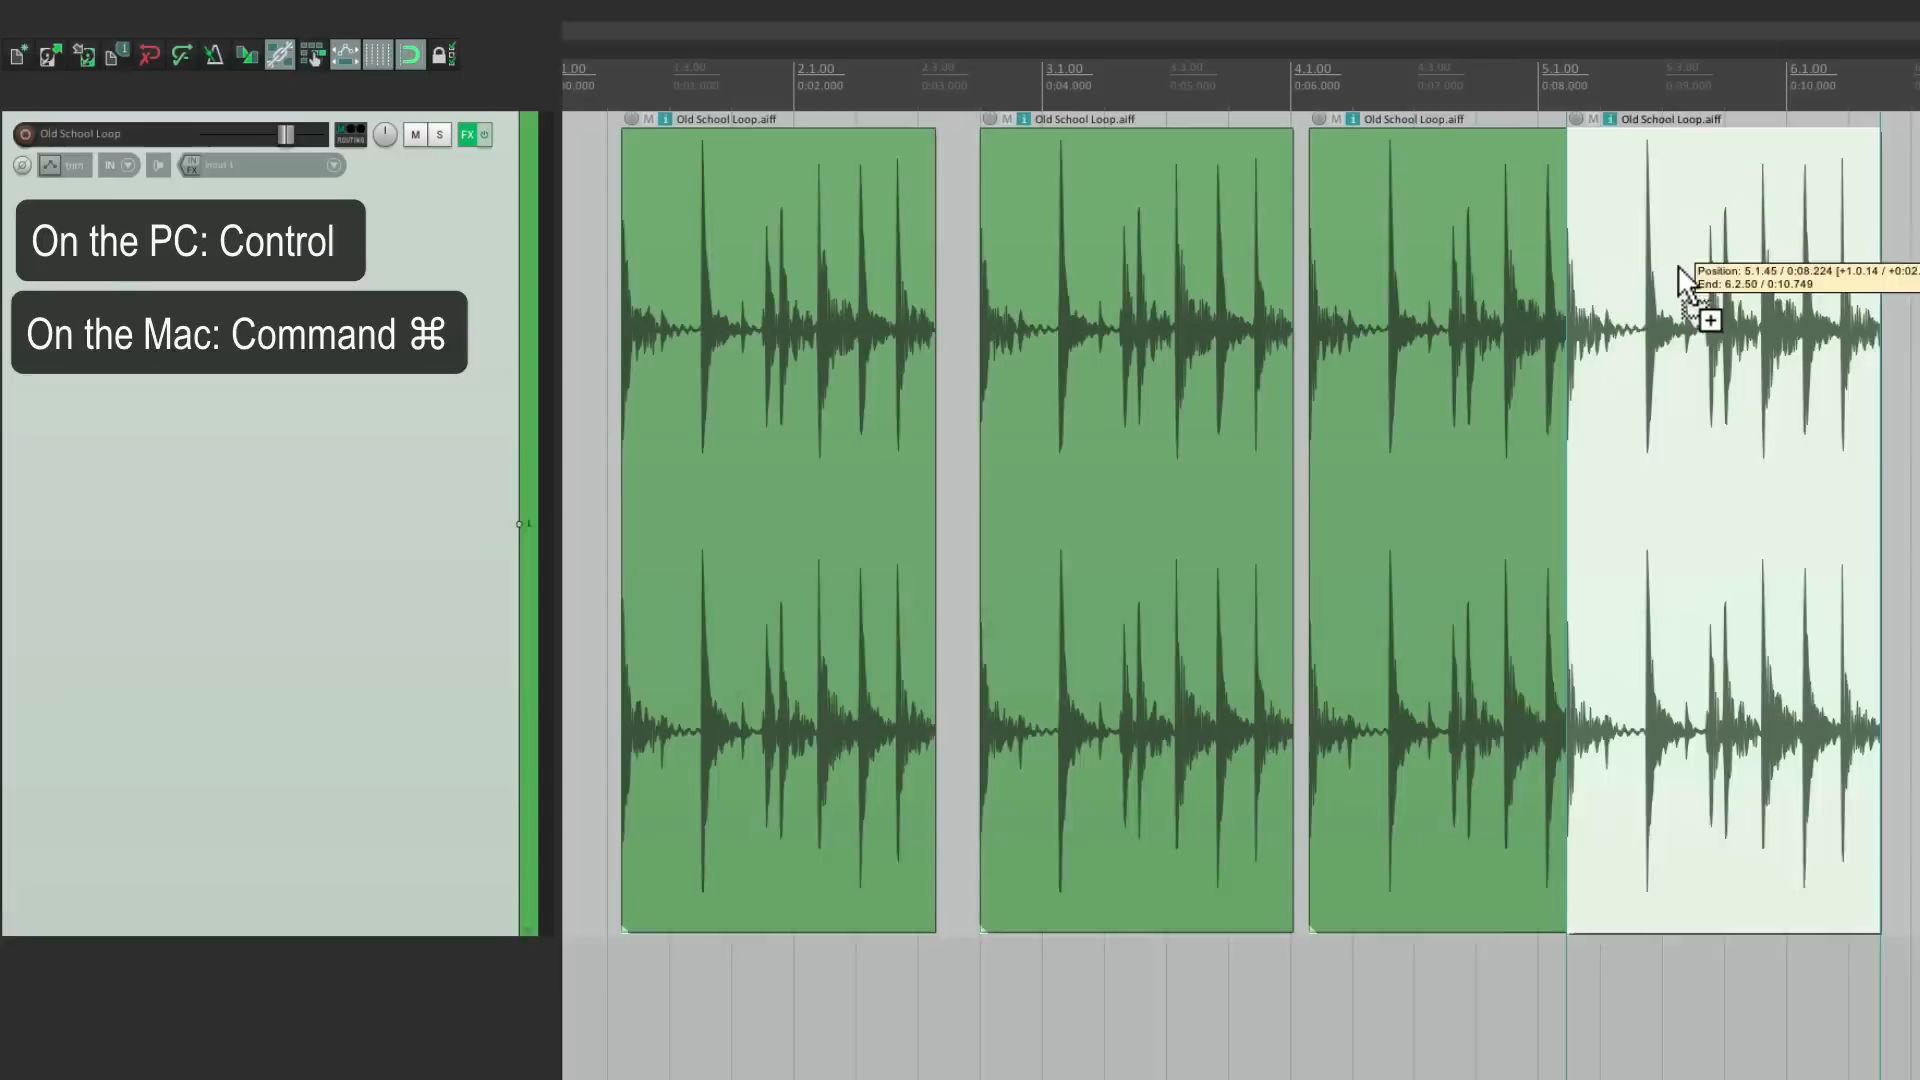 1.00 1.3.00 2.1.00 2.3.00 3.1.00 3.3.00 4.1.00 4.3.00 5.1.00 5.3.00 6.1.00
00.000 0:01.000 0:02.000 0:03.000 0:04.000 0:05.000 0:06.000 0:07.000 0:08.000 0:09.000 0:10.000
M i Old School Loop.aiff M i Old School Loop.aiff M i Old School Loop.aiff M i Old School Loop.aiff
Old School Loop ROUTING M S FX
trim IN IN FX Input 1
On the PC: Control
On the Mac: Command ⌘
Position: 5.1.45 / 0:08.224 [+1.0.14 / +0:02.
End: 6.2.50 / 0:10.749
1